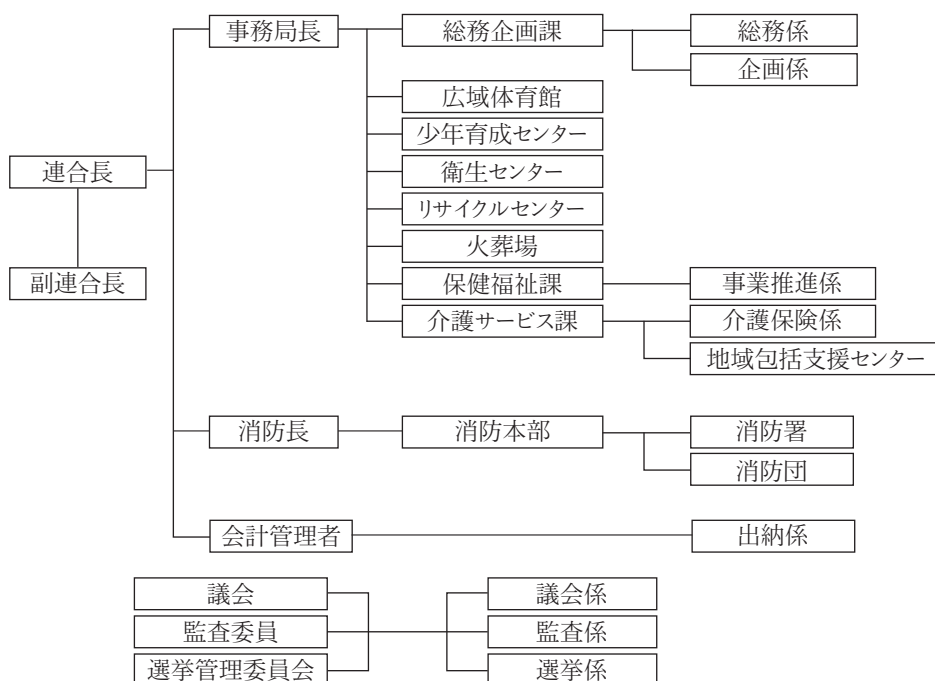 事務局長
総務企画課
総務係
企画係
広域体育館
少年育成センター
衛生センター
連合長
リサイクルセンター
火葬場
副連合長
保健福祉課
事業推進係
介護サービス課
介護保険係
地域包括支援センター
消防長
消防本部
消防署
消防団
会計管理者
出納係
議会
議会係
監査委員
監査係
選挙管理委員会
選挙係